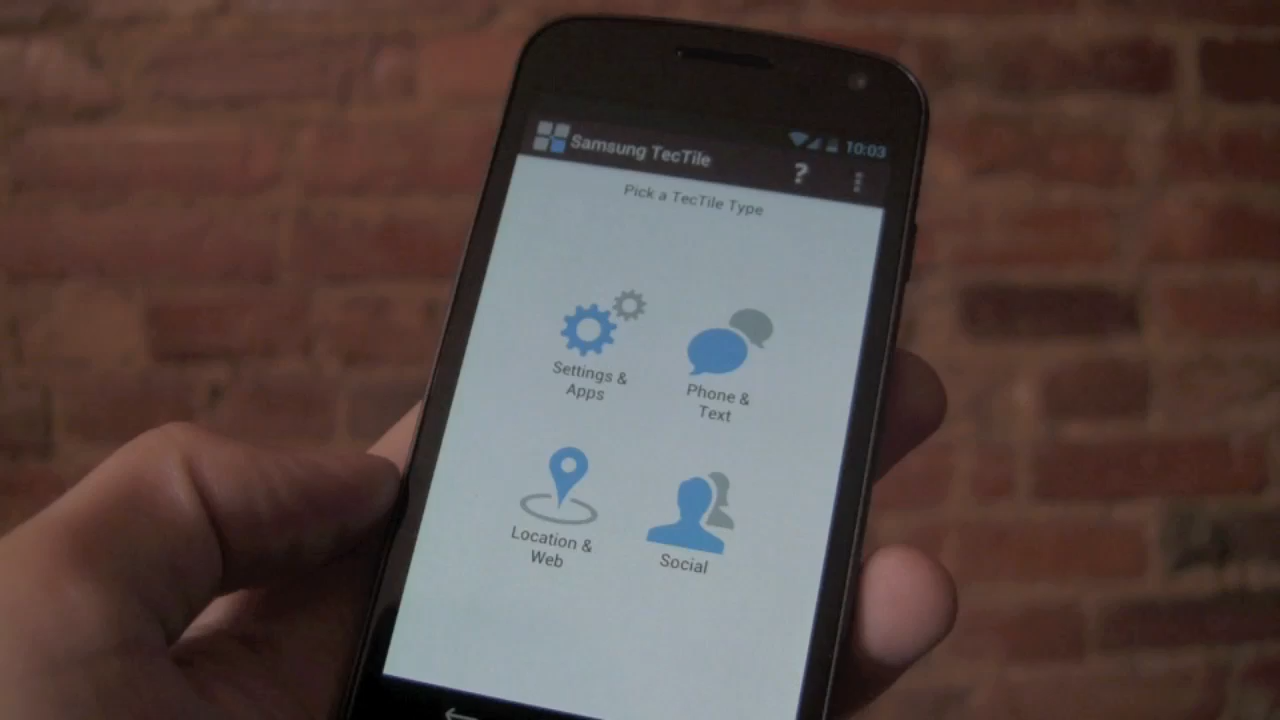 10:03
Samsung TecTile
?
Pick a TecTile Type
Settings &
Apps
Phone &
Text
Location &
Web
Social